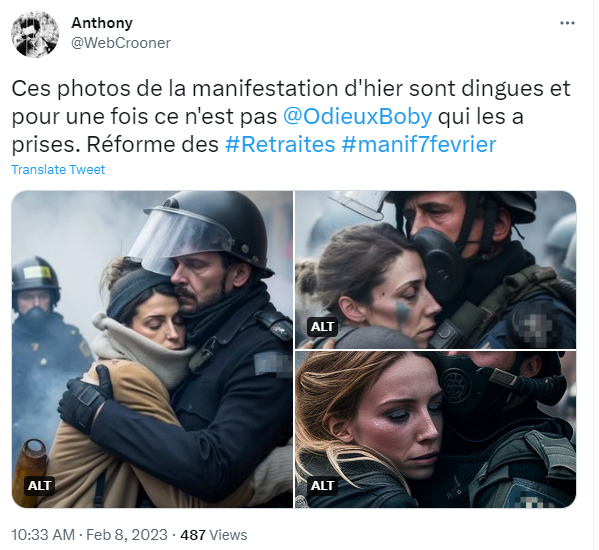 Anthony
@WebCrooner
Ces photos de la manifestation d'hier sont dingues et
pour une fois ce n'est pas @OdieuxBoby qui les a
prises. Réforme des #Retraites #manif7fevrier
Translate Tweet
ALT
ALT
ALT
10:33 AM · Feb 8, 2023 · 487 Views